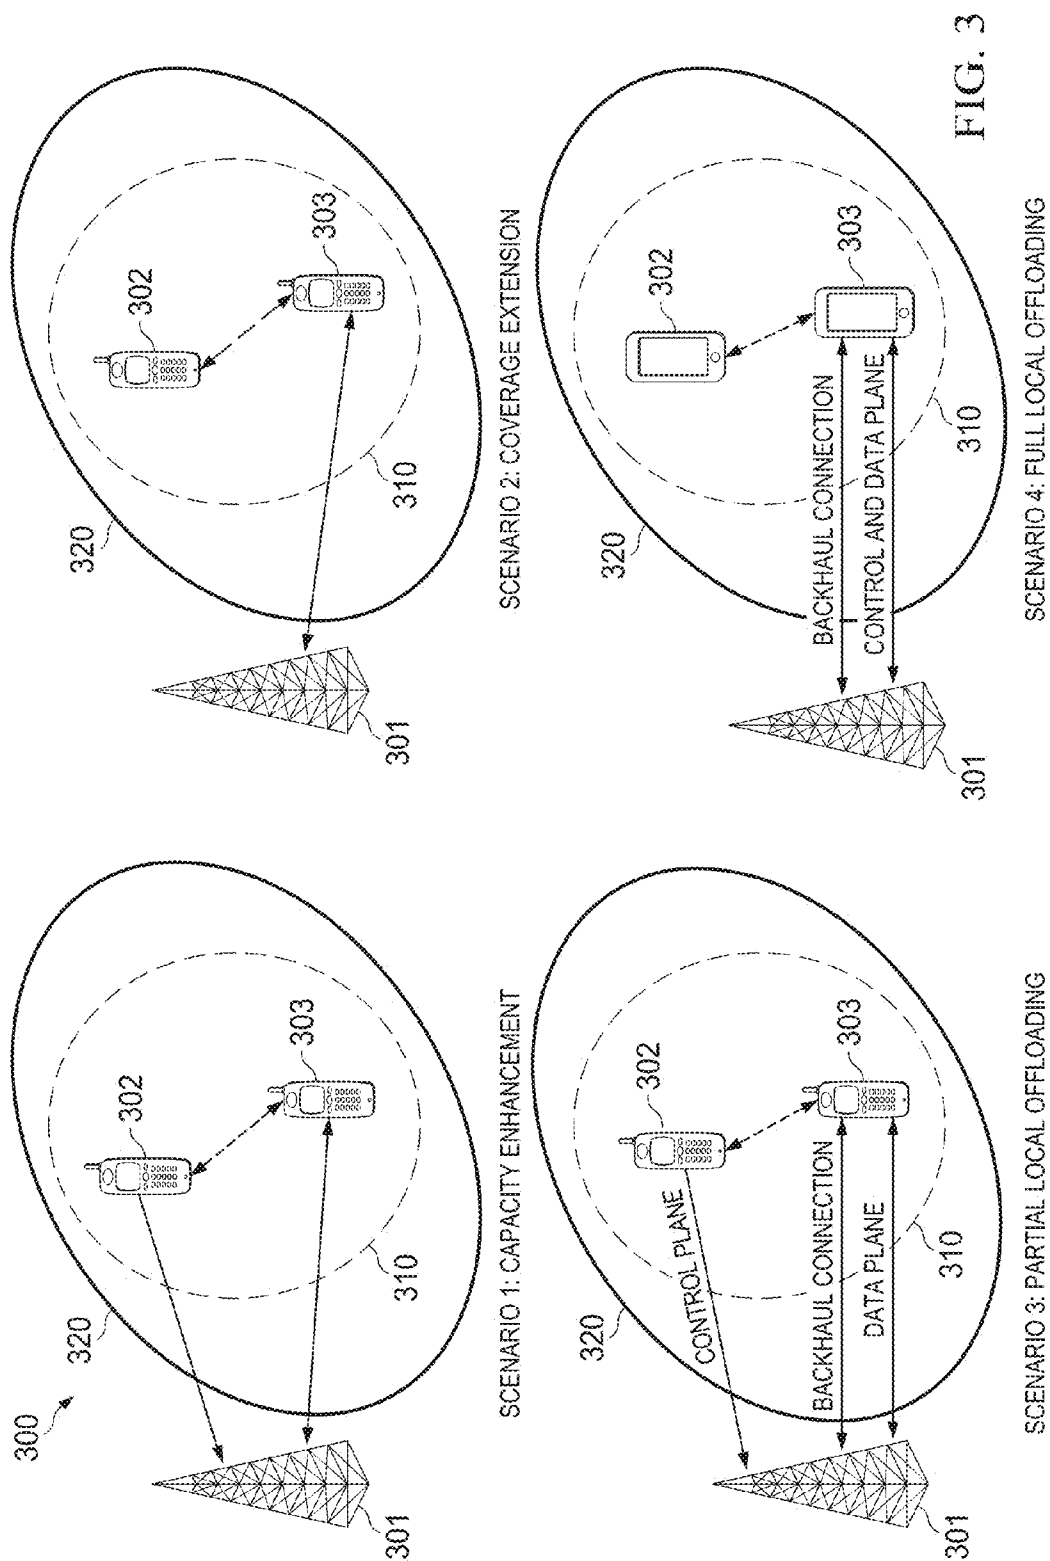 300
320
302
303
310
301
SCENARIO 1: CAPACITY ENHANCEMENT
320
302
303
310
301
SCENARIO 2: COVERAGE EXTENSION
320
302
303
CONTROL PLANE
BACKHAUL CONNECTION
DATA PLANE
310
301
SCENARIO 3: PARTIAL LOCAL OFFLOADING
320
302
303
BACKHAUL CONNECTION
CONTROL AND DATA PLANE
310
301
SCENARIO 4: FULL LOCAL OFFLOADING
FIG. 3